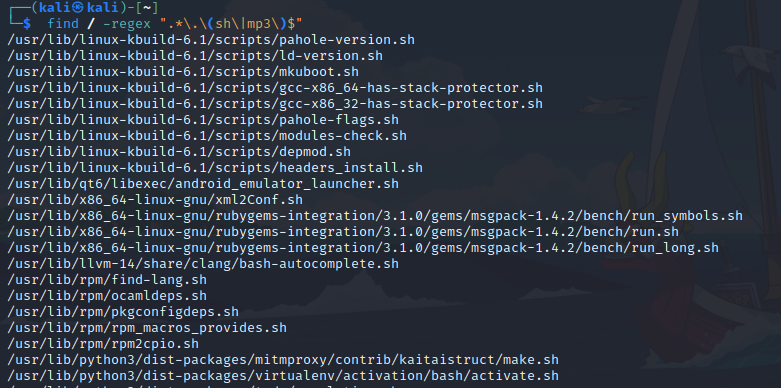 ┌──(kali㉿kali)-[~]
└─$ find / -regex ".*\.\(sh\|mp3\)$"
/usr/lib/linux-kbuild-6.1/scripts/pahole-version.sh
/usr/lib/linux-kbuild-6.1/scripts/ld-version.sh
/usr/lib/linux-kbuild-6.1/scripts/mkuboot.sh
/usr/lib/linux-kbuild-6.1/scripts/gcc-x86_64-has-stack-protector.sh
/usr/lib/linux-kbuild-6.1/scripts/gcc-x86_32-has-stack-protector.sh
/usr/lib/linux-kbuild-6.1/scripts/pahole-flags.sh
/usr/lib/linux-kbuild-6.1/scripts/modules-check.sh
/usr/lib/linux-kbuild-6.1/scripts/depmod.sh
/usr/lib/linux-kbuild-6.1/scripts/headers_install.sh
/usr/lib/qt6/libexec/android_emulator_launcher.sh
/usr/lib/x86_64-linux-gnu/xml2Conf.sh
/usr/lib/x86_64-linux-gnu/rubygems-integration/3.1.0/gems/msgpack-1.4.2/bench/run_symbols.sh
/usr/lib/x86_64-linux-gnu/rubygems-integration/3.1.0/gems/msgpack-1.4.2/bench/run.sh
/usr/lib/x86_64-linux-gnu/rubygems-integration/3.1.0/gems/msgpack-1.4.2/bench/run_long.sh
/usr/lib/llvm-14/share/clang/bash-autocomplete.sh
/usr/lib/rpm/find-lang.sh
/usr/lib/rpm/ocamldeps.sh
/usr/lib/rpm/pkgconfigdeps.sh
/usr/lib/rpm/rpm_macros_provides.sh
/usr/lib/rpm/rpm2cpio.sh
/usr/lib/python3/dist-packages/mitmproxy/contrib/kaitaistruct/make.sh
/usr/lib/python3/dist-packages/virtualenv/activation/bash/activate.sh